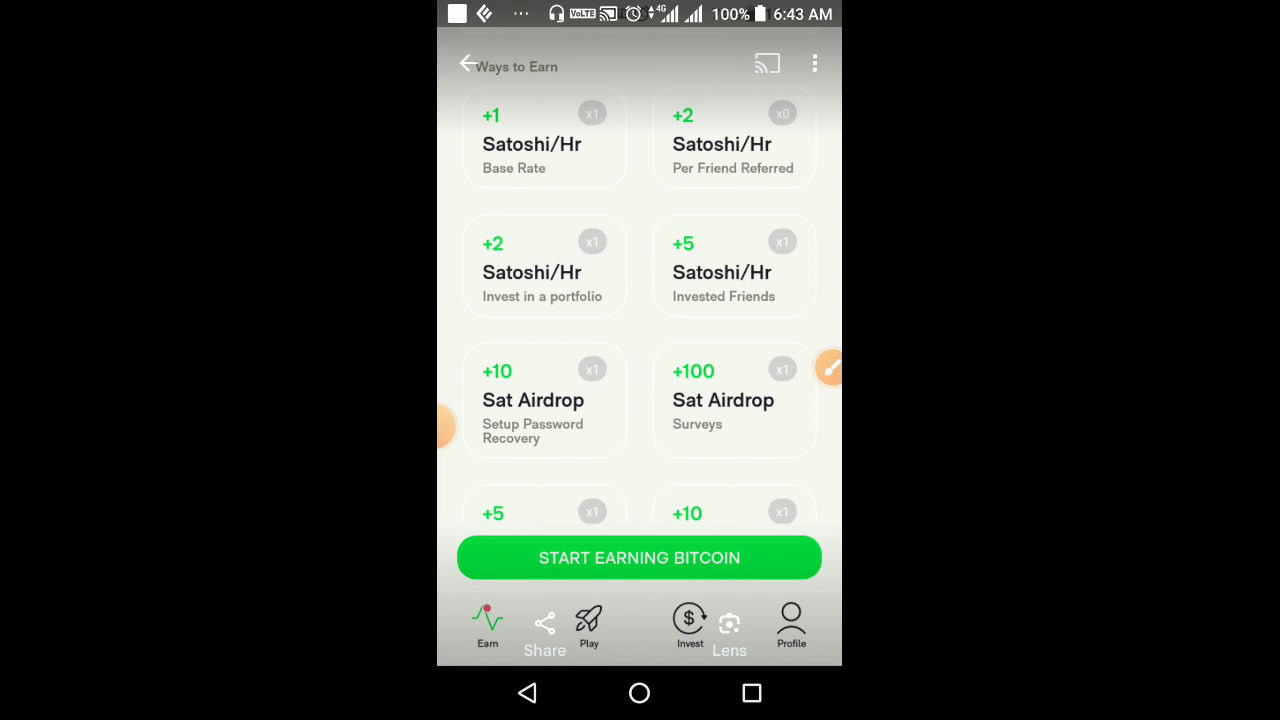 VoLTE 4G 100% 6:43 AM
Ways to Earn
+1 x1
Satoshi/Hr
Base Rate
+2 x0
Satoshi/Hr
Per Friend Referred
+2 x1
Satoshi/Hr
Invest in a portfolio
+5 x1
Satoshi/Hr
Invested Friends
+10 x1
Sat Airdrop
Setup Password
Recovery
+100 x1
Sat Airdrop
Surveys
+5 x1
+10 x1
START EARNING BITCOIN
Earn Play Invest Profile
Share Lens